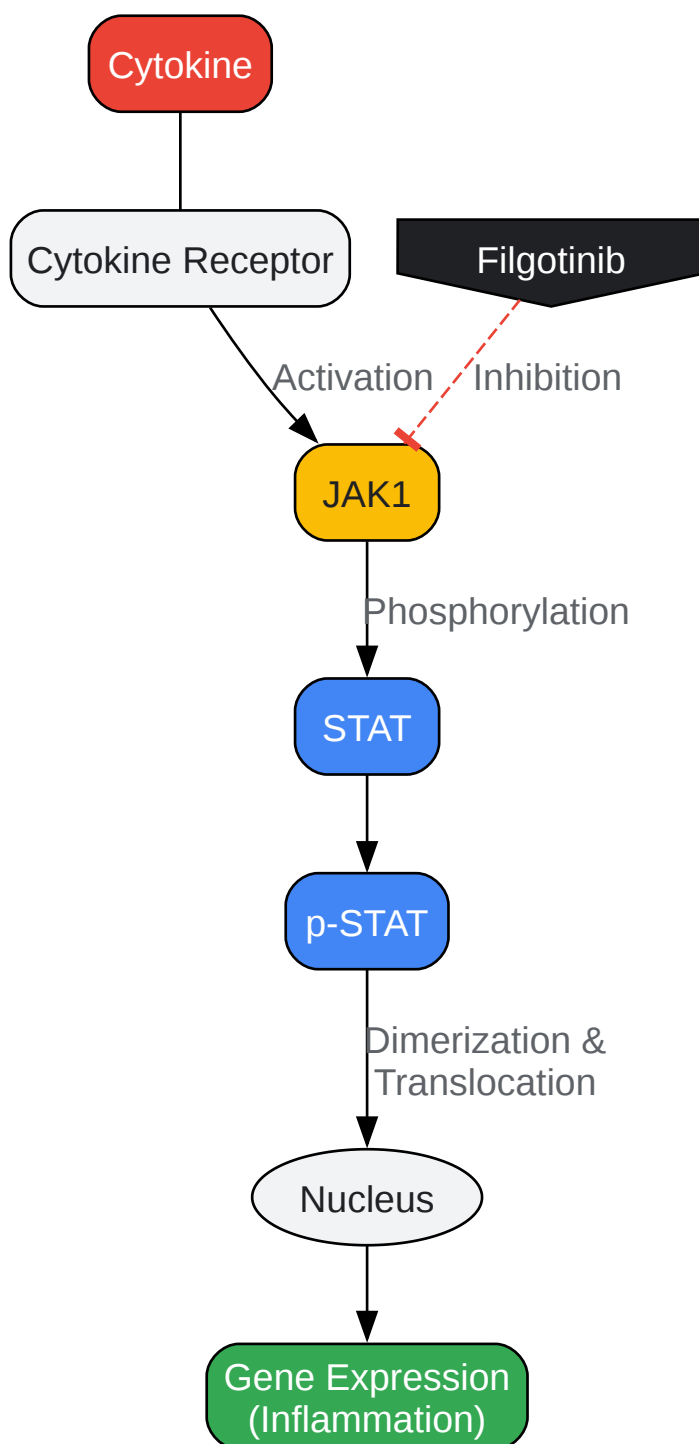 Cytokine
Cytokine Receptor
Filgotinib
Activation
Inhibition
JAK1
Phosphorylation
STAT
p-STAT
Dimerization &
Translocation
Nucleus
Gene Expression
(Inflammation)